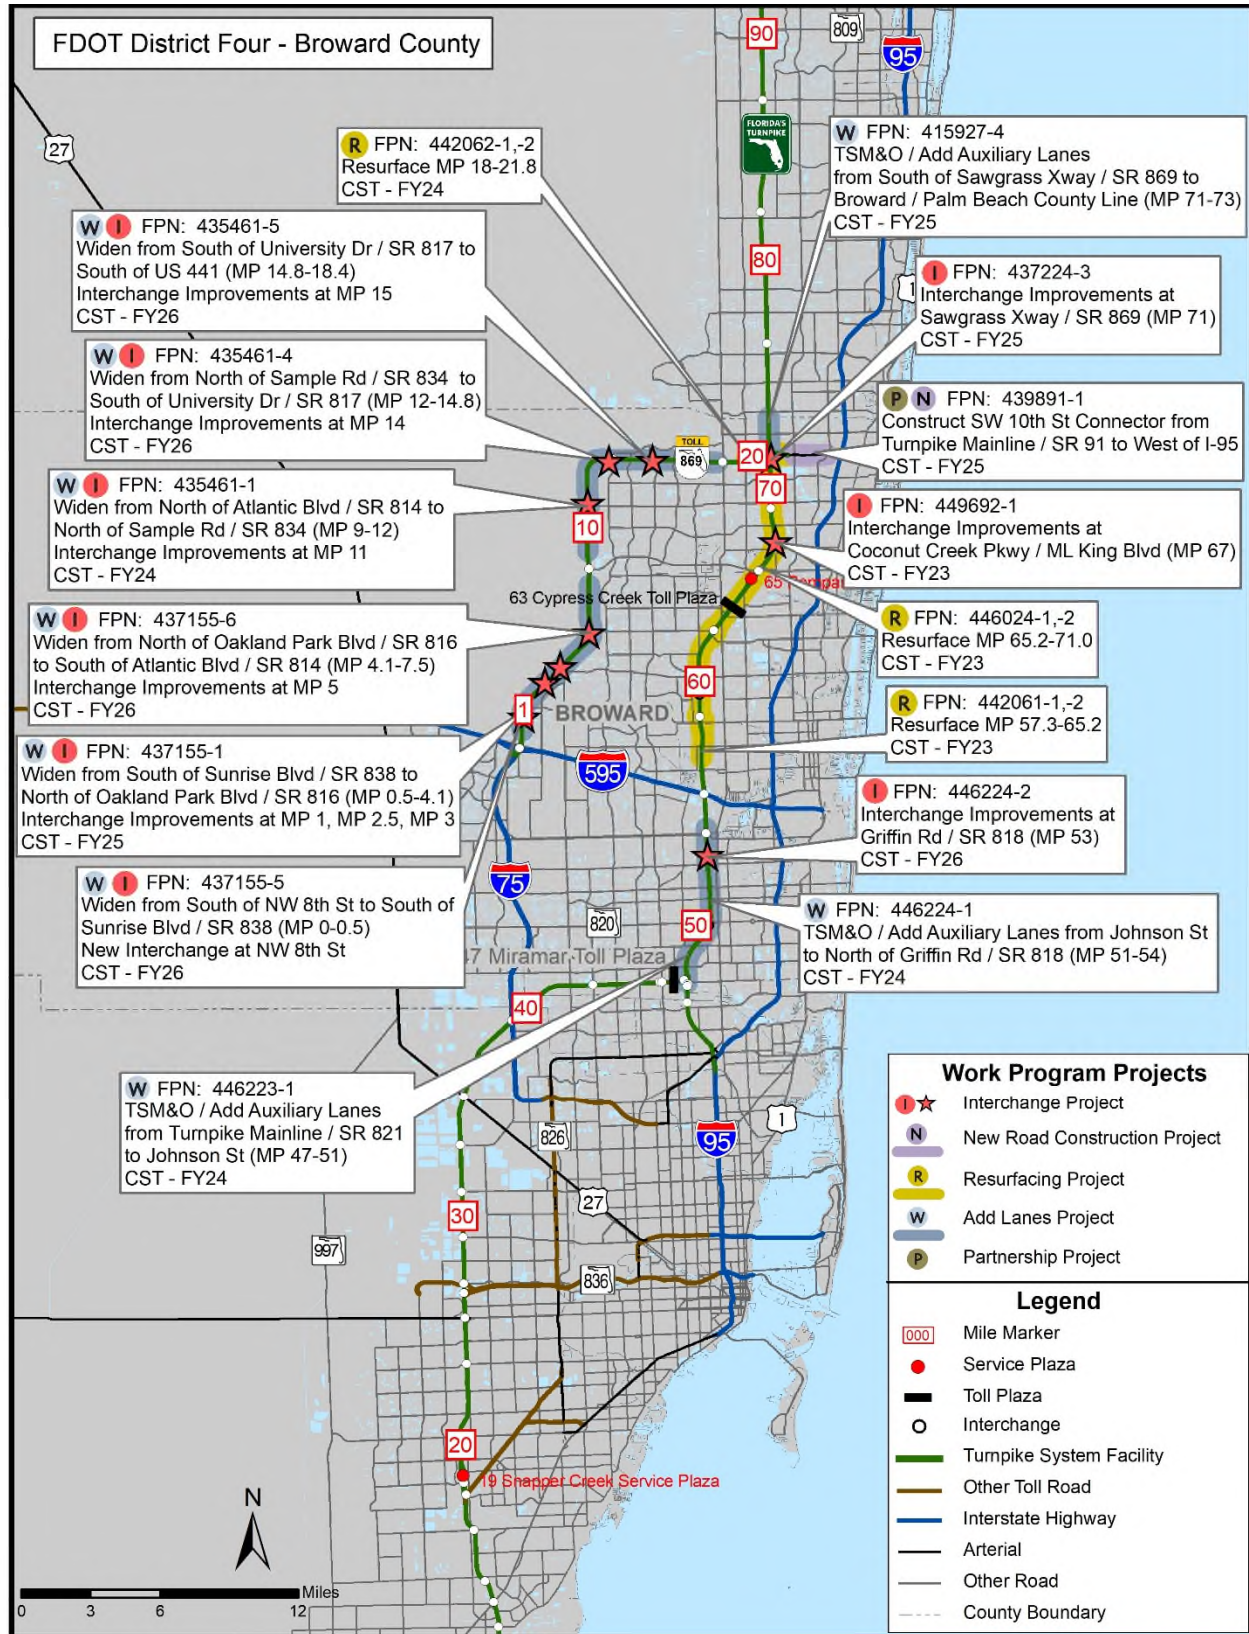 FDOT District Four - Broward County
90
809
95
27
FLORIDA'S
TURNPIKE
R FPN: 442062-1,-2
Resurface MP 18-21.8
CST - FY24
W FPN: 415927-4
TSM&O / Add Auxiliary Lanes
from South of Sawgrass Xway / SR 869 to
Broward / Palm Beach County Line (MP 71-73)
CST - FY25
W I FPN: 435461-5
Widen from South of University Dr / SR 817 to
South of US 441 (MP 14.8-18.4)
Interchange Improvements at MP 15
CST - FY26
80
1
I FPN: 437224-3
Interchange Improvements at
Sawgrass Xway / SR 869 (MP 71)
CST - FY25
W I FPN: 435461-4
Widen from North of Sample Rd / SR 834 to
South of University Dr / SR 817 (MP 12-14.8)
Interchange Improvements at MP 14
CST - FY26
P N FPN: 439891-1
Construct SW 10th St Connector from
Turnpike Mainline / SR 91 to West of I-95
CST - FY25
TOLL
869
20
70
W I FPN: 435461-1
Widen from North of Atlantic Blvd / SR 814 to
North of Sample Rd / SR 834 (MP 9-12)
Interchange Improvements at MP 11
CST - FY24
10
I FPN: 449692-1
Interchange Improvements at
Coconut Creek Pkwy / ML King Blvd (MP 67)
CST - FY23
65
63 Cypress Creek Toll Plaza
W I FPN: 437155-6
Widen from North of Oakland Park Blvd / SR 816
to South of Atlantic Blvd / SR 814 (MP 4.1-7.5)
Interchange Improvements at MP 5
CST - FY26
R FPN: 446024-1,-2
Resurface MP 65.2-71.0
CST - FY23
60
1
BROWARD
R FPN: 442061-1,-2
Resurface MP 57.3-65.2
CST - FY23
W I FPN: 437155-1
Widen from South of Sunrise Blvd / SR 838 to
North of Oakland Park Blvd / SR 816 (MP 0.5-4.1)
Interchange Improvements at MP 1, MP 2.5, MP 3
CST - FY25
595
I FPN: 446224-2
Interchange Improvements at
Griffin Rd / SR 818 (MP 53)
CST - FY26
W I FPN: 437155-5
Widen from South of NW 8th St to South of
Sunrise Blvd / SR 838 (MP 0-0.5)
New Interchange at NW 8th St
CST - FY26
75
820
50
W FPN: 446224-1
TSM&O / Add Auxiliary Lanes from Johnson St
to North of Griffin Rd / SR 818 (MP 51-54)
CST - FY24
47 Miramar Toll Plaza
40
W FPN: 446223-1
TSM&O / Add Auxiliary Lanes
from Turnpike Mainline / SR 821
to Johnson St (MP 47-51)
CST - FY24
826
95
1
27
30
997
836
20
19 Snapper Creek Service Plaza
N
Miles
0 3 6 12
Work Program Projects
I Interchange Project
N New Road Construction Project
R Resurfacing Project
W Add Lanes Project
P Partnership Project
Legend
000 Mile Marker
Service Plaza
Toll Plaza
Interchange
Turnpike System Facility
Other Toll Road
Interstate Highway
Arterial
Other Road
County Boundary